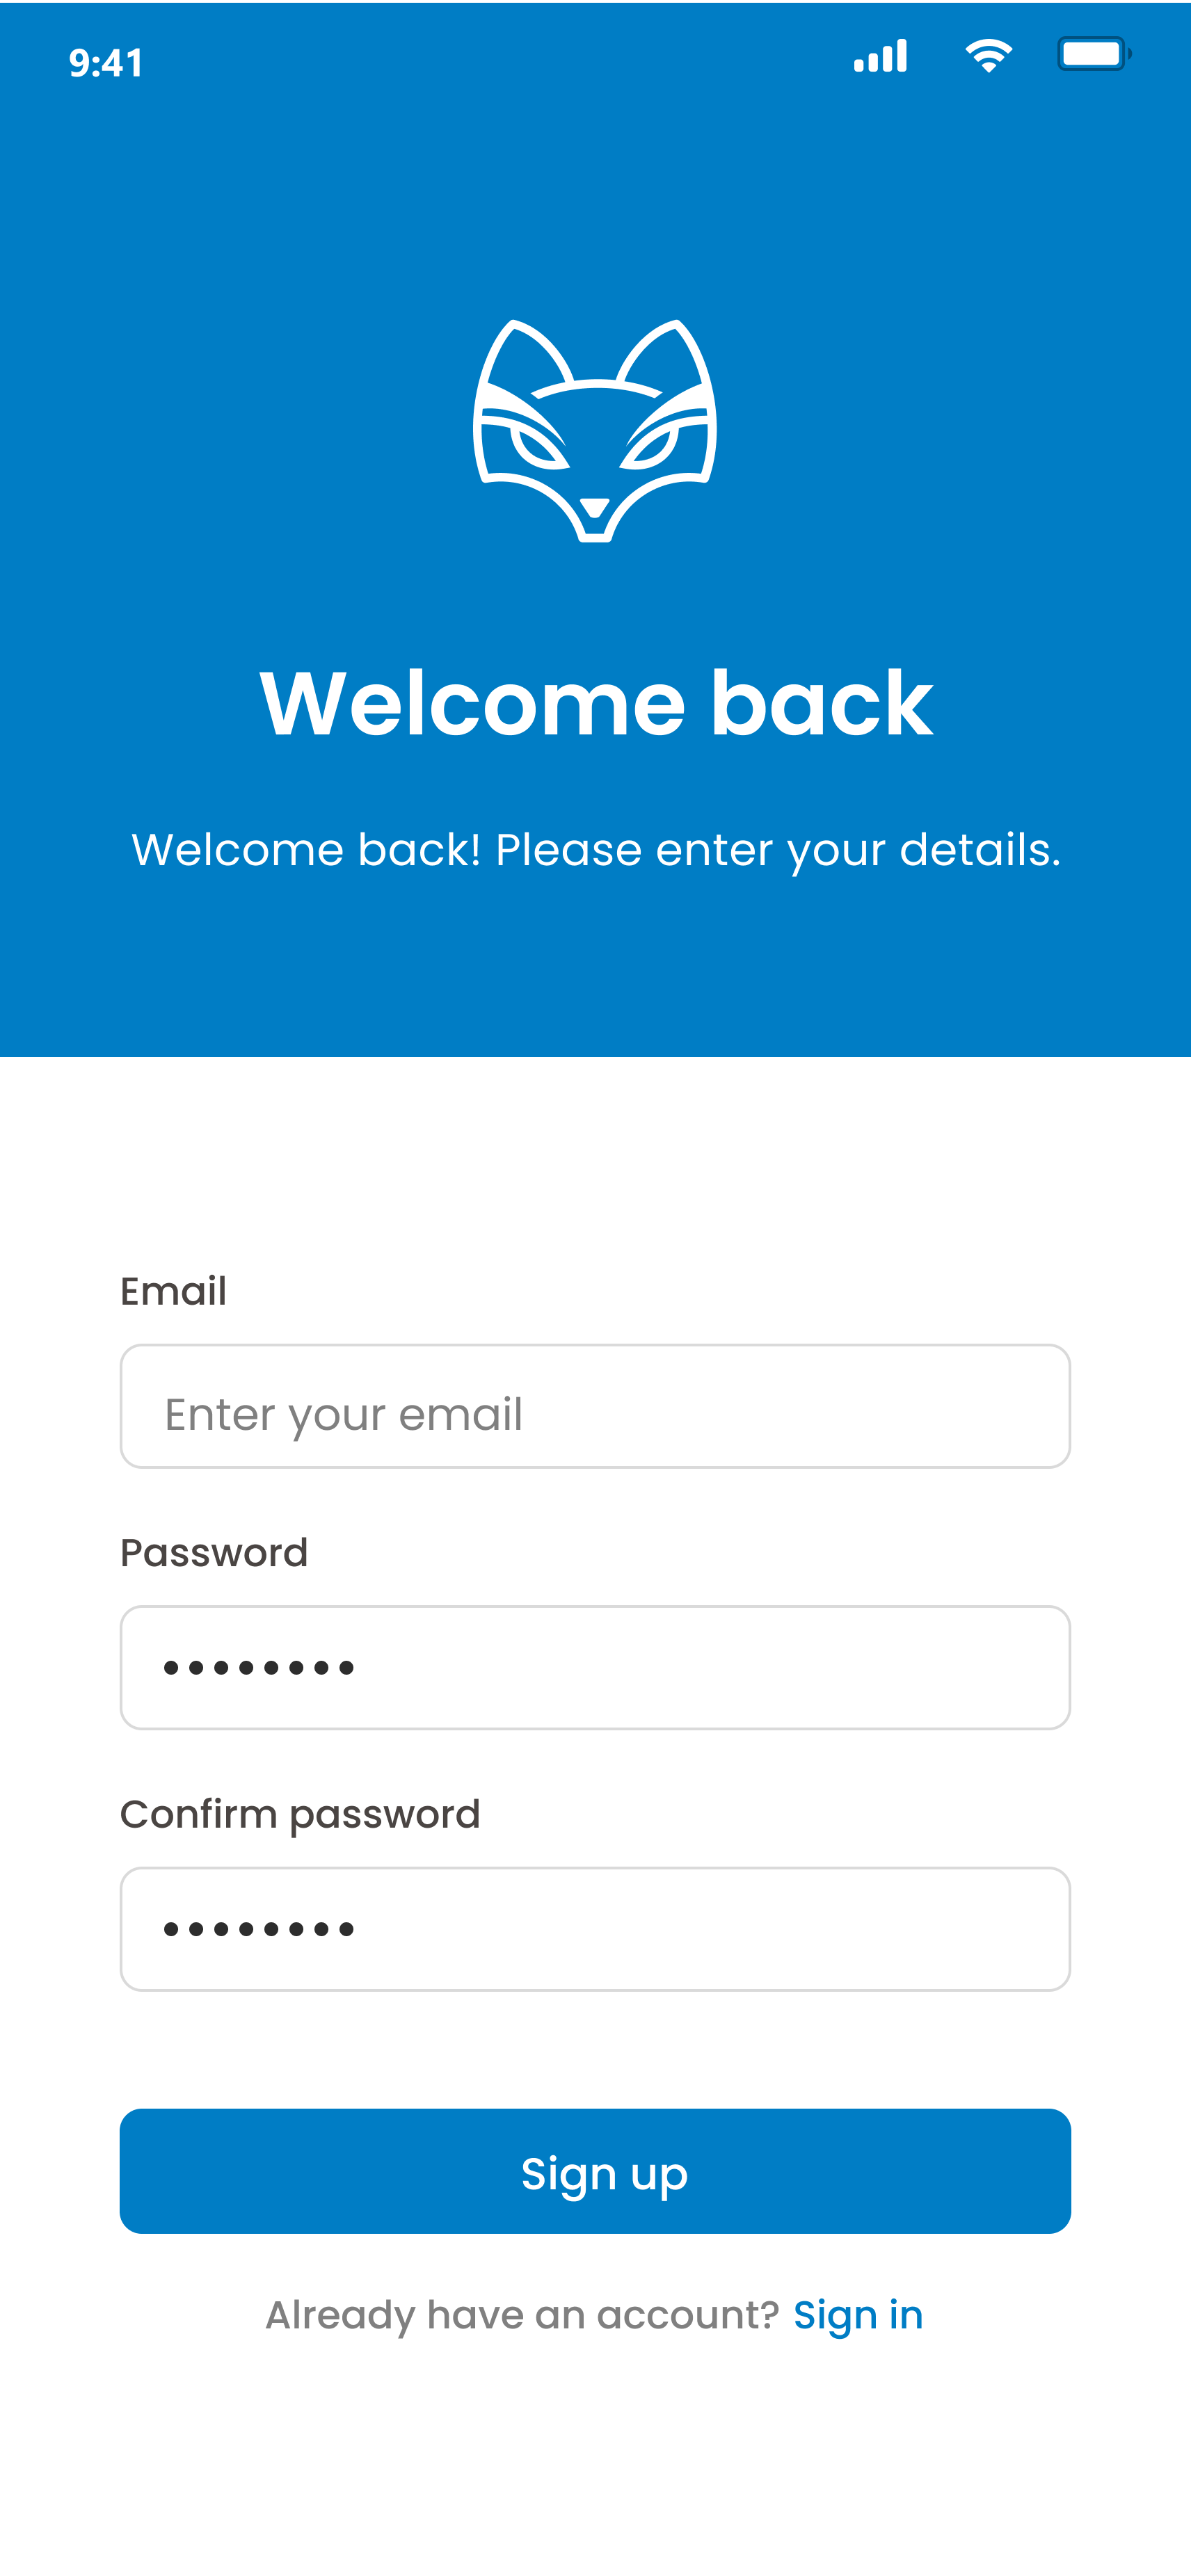 9:41
Welcome back
Welcome back! Please enter your details.
Email
Enter your email
Password
••••••••
Confirm password
••••••••
Sign up
Already have an account? Sign in